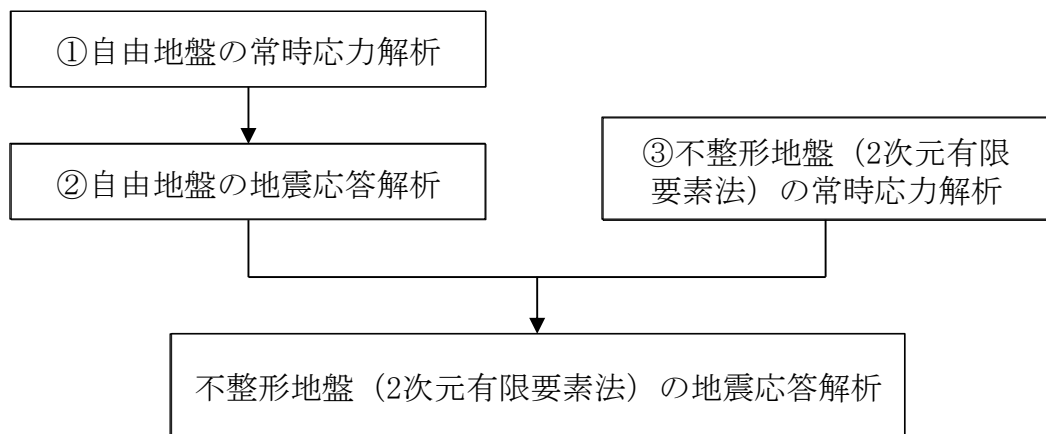 ①自由地盤の常時応力解析
②自由地盤の地震応答解析
③不整形地盤（2次元有限
要素法）の常時応力解析
不整形地盤（2次元有限要素法）の地震応答解析